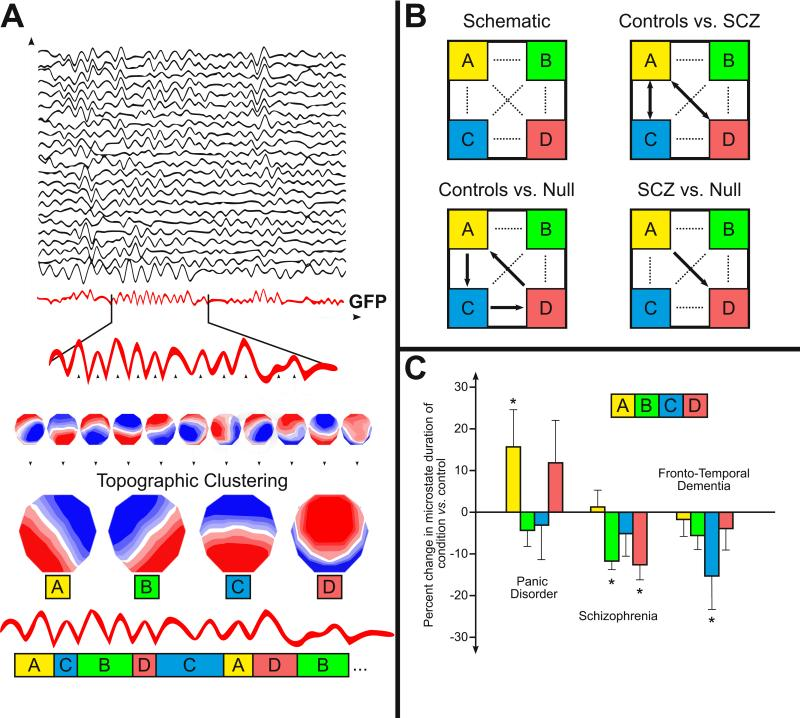 A
GFP
Topographic Clustering
A B C D
A C B D C A D B ...
B
Schematic
A B
C D
Controls vs. SCZ
A B
C D
Controls vs. Null
A B
C D
SCZ vs. Null
A B
C D
C
Percent change in microstate duration of
condition vs. control
30
20
10
0
-10
-20
-30
A B C D
*
Panic
Disorder
* *
Schizophrenia
Fronto-Temporal
Dementia
*